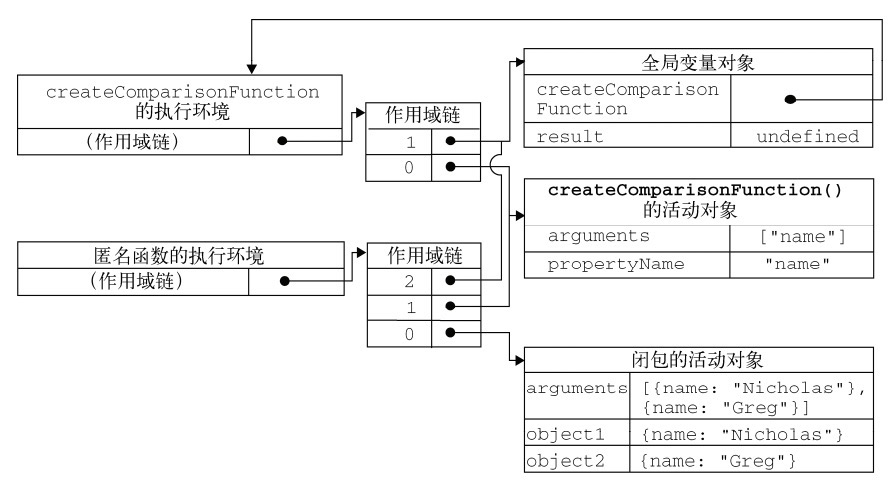 createComparisonFunction
的执行环境
(作用域链)
作用域链
1
0
全局变量对象
createComparison
Function
result undefined
createComparisonFunction()
的活动对象
arguments ["name"]
propertyName "name"
匿名函数的执行环境
(作用域链)
作用域链
2
1
0
闭包的活动对象
arguments [{name: "Nicholas"},
{name: "Greg"}]
object1 {name: "Nicholas"}
object2 {name: "Greg"}